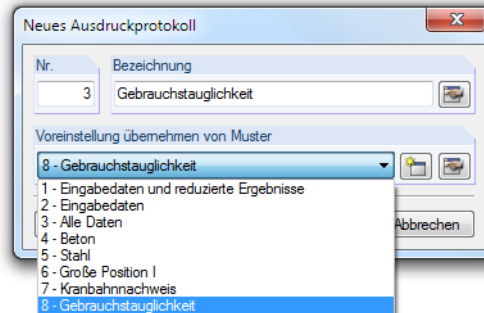 Neues Ausdruckprotokoll
Nr.
Bezeichnung
3
Gebrauchstauglichkeit
Voreinstellung übernehmen von Muster
8 - Gebrauchstauglichkeit
1 - Eingabedaten und reduzierte Ergebnisse
2 - Eingabedaten
3 - Alle Daten
4 - Beton
Abbrechen
5 - Stahl
6 - Große Position I
7 - Kranbahnnachweis
8 - Gebrauchstauglichkeit